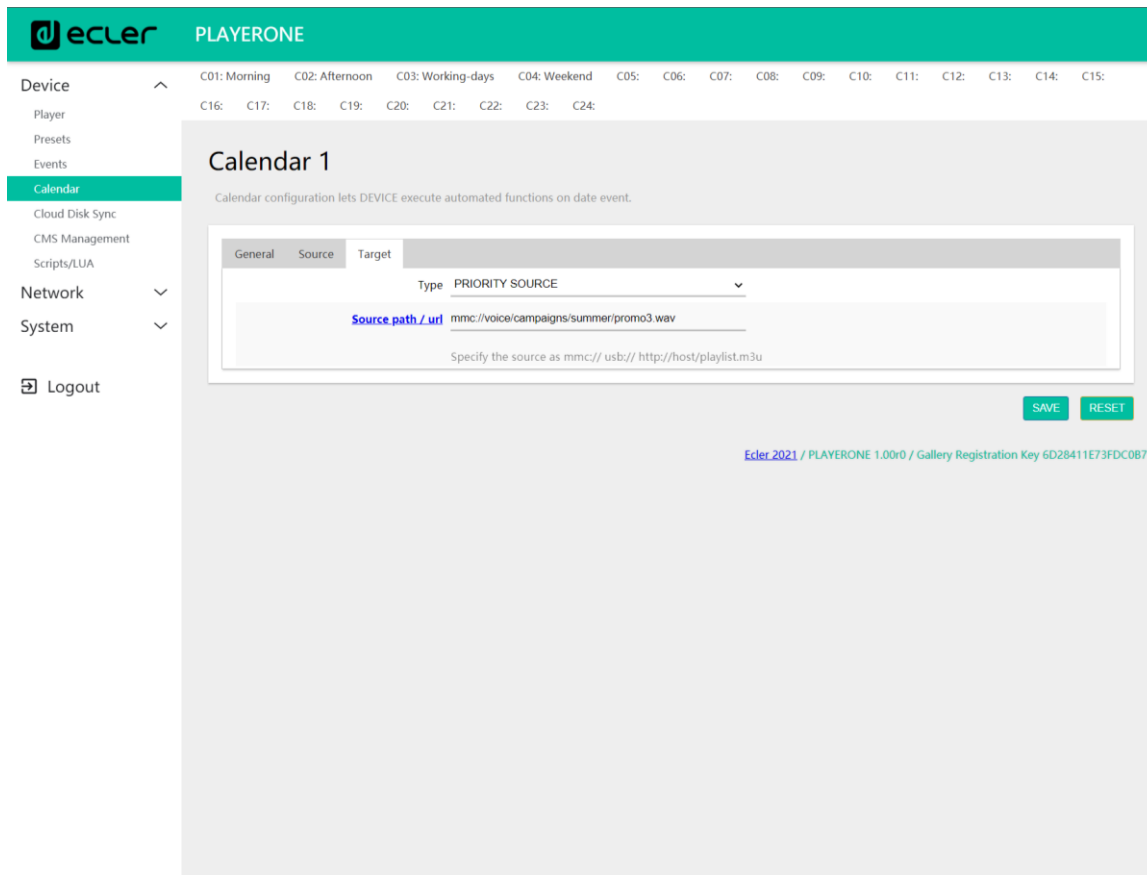 ecler PLAYERONE
Device
Player
Presets
Events
Calendar
Cloud Disk Sync
CMS Management
Scripts/LUA
Network
System
Logout
C01: Morning C02: Afternoon C03: Working-days C04: Weekend C05: C06: C07: C08: C09: C10: C11: C12: C13: C14: C15:
C16: C17: C18: C19: C20: C21: C22: C23: C24:
Calendar 1
Calendar configuration lets DEVICE execute automated functions on date event.
General Source Target
Type PRIORITY SOURCE
Source path / url mmc://voice/campaigns/summer/promo3.wav
Specify the source as mmc:// usb:// http://host/playlist.m3u
SAVE RESET
Ecler 2021 / PLAYERONE 1.00r0 / Gallery Registration Key 6D28411E73FDC0B7